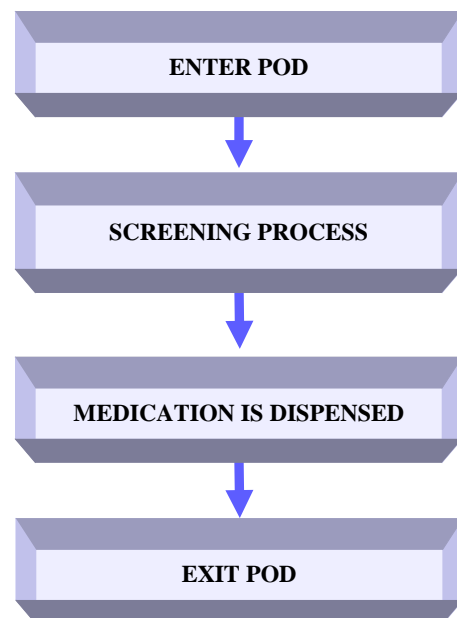 ENTER POD
SCREENING PROCESS
MEDICATION IS DISPENSED
EXIT POD